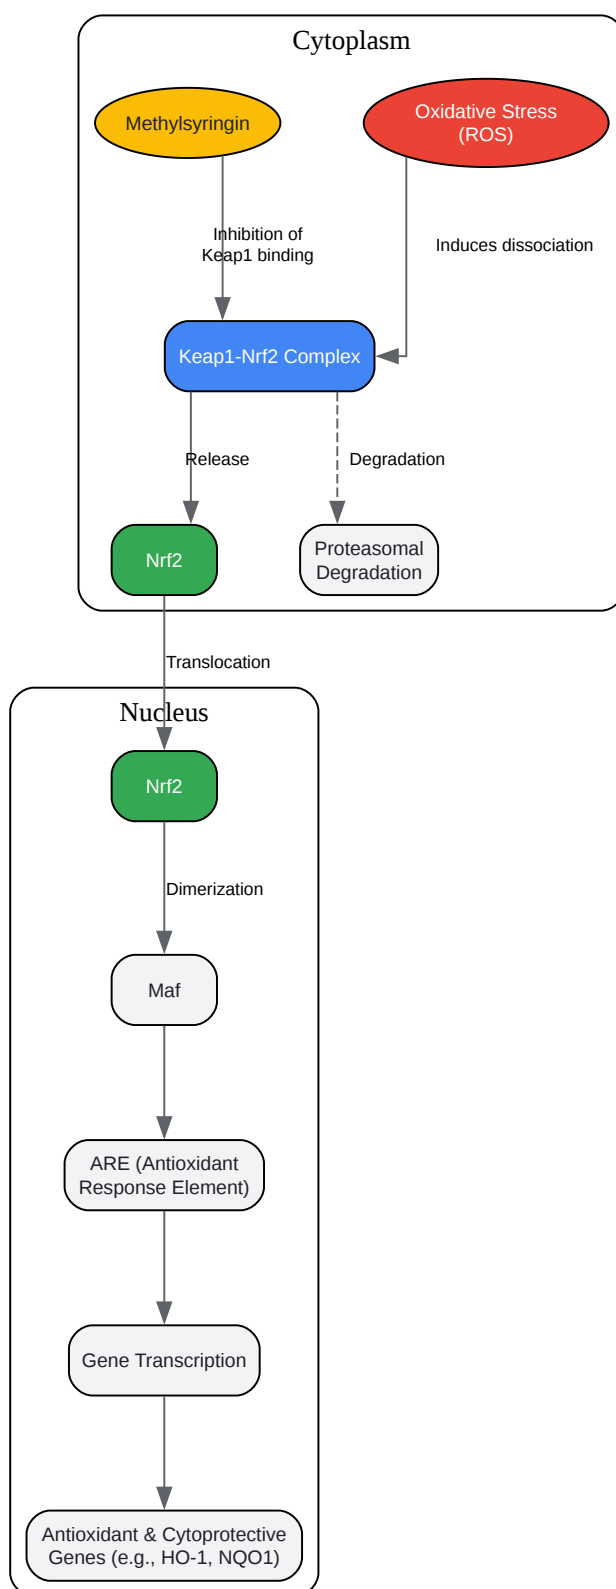 Cytoplasm
Methylsyringin
Oxidative Stress
(ROS)
Inhibition of
Keap1 binding
Induces dissociation
Keap1-Nrf2 Complex
Release
Degradation
Nrf2
Proteasomal
Degradation
Translocation
Nucleus
Nrf2
Dimerization
Maf
ARE (Antioxidant
Response Element)
Gene Transcription
Antioxidant & Cytoprotective
Genes (e.g., HO-1, NQO1)